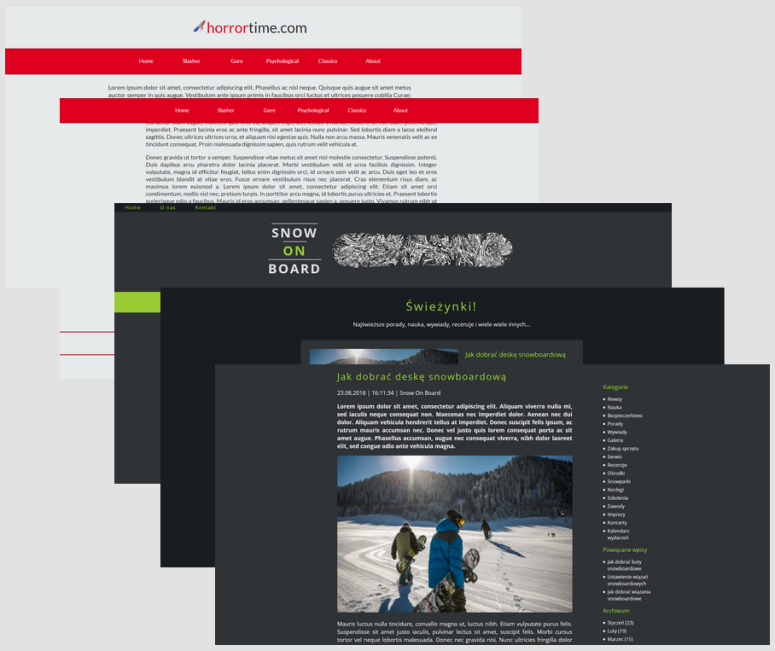 horrortime.com
Home Slasher Gore Psychological Classics About
Lorem ipsum dolor sit amet, consectetur adipiscing elit. Phasellus ac nisl neque. Quisque quis augue sit amet metus
auctor semper in quis augue. Vestibulum ante ipsum primis in faucibus orci luctus et ultrices posuere cubilia Curae;
Home Slasher Gore Psychological Classics About
imperdiet. Praesent lacinia eros ac ante fringilla, sit amet lacinia nunc pulvinar. Sed lobortis diam a lacus eleifend
sagittis. Donec ultrices ultrices urna, et aliquam nisi egestas quis. Nulla non arcu massa. Mauris venenatis velit ac ex
tincidunt consequat. Proin malesuada dignissim sapien, quis rutrum velit vehicula at.
Donec gravida ut tortor a semper. Suspendisse vitae metus sit amet nisl molestie consectetur. Suspendisse potenti.
Duis dapibus arcu pharetra dolor lacinia placerat. Morbi vestibulum velit et urna facilisis dignissim. Integer
vulputate, magna id efficitur feugiat, tellus enim dignissim orci, id ornare sem velit ac arcu. Duis eget leo et eros
vestibulum blandit at vitae eros. Fusce ornare vestibulum risus nec placerat. Cras elementum risus diam, ac
maximus lorem euismod a. Lorem ipsum dolor sit amet, consectetur adipiscing elit. Etiam sit amet orci
condimentum, mollis nisl nec, pretium turpis. In porttitor arcu magna, id lobortis purus ultricies et. Praesent lobortis
scelerisque odio a faucibus. Mauris id eros accumsan, pellentesque sapien a, posuere justo. Vivamus rutrum nibh ut
Home O nas Kontakt
SNOW
ON
BOARD
Świeżynki!
Najświeższe porady, nauka, wywiady, recenzje i wiele wiele innych...
Jak dobrać deskę snowboardową
Jak dobrać deskę snowboardową
23.08.2018 | 16:11:34 | Snow On Board
Lorem ipsum dolor sit amet, consectetur adipiscing elit. Aliquam viverra nulla mi,
sed iaculis neque consequat non. Maecenas nec imperdiet dolor. Aenean nec dui
dolor. Aliquam vehicula hendrerit tellus at imperdiet. Donec suscipit felis ipsum, ac
rutrum mauris accumsan nec. Donec vel justo quis lorem consequat porta ac sit
amet augue. Phasellus accumsan, augue nec consequat viverra, nibh dolor laoreet
elit, sed congue odio ante vehicula magna.
Mauris luctus nulla tincidunt, convallis magna ut, luctus nibh. Etiam vulputate purus felis.
Suspendisse sit amet justo iaculis, pulvinar lectus sit amet, suscipit felis. Morbi cursus
tortor vel neque lobortis malesuada. Donec nec gravida nisi. Ut ultricies fringilla dolor
Kategorie
Newsy
Nauka
Bezpieczeństwo
Porady
Wywiady
Galeria
Zakup sprzętu
Serwis
Recenzje
Ośrodki
Snowparki
Noclegi
Szkolenia
Zawody
Imprezy
Koncerty
Kalendarz
wydarzeń
Powiązane wpisy
Jak dobrać buty
snowboardowe
Ustawienie wiązań
snowboardowych
Jak dobrać wiązania
snowboardowe
Archiwum
Styczeń (23)
Luty (19)
Marzec (15)